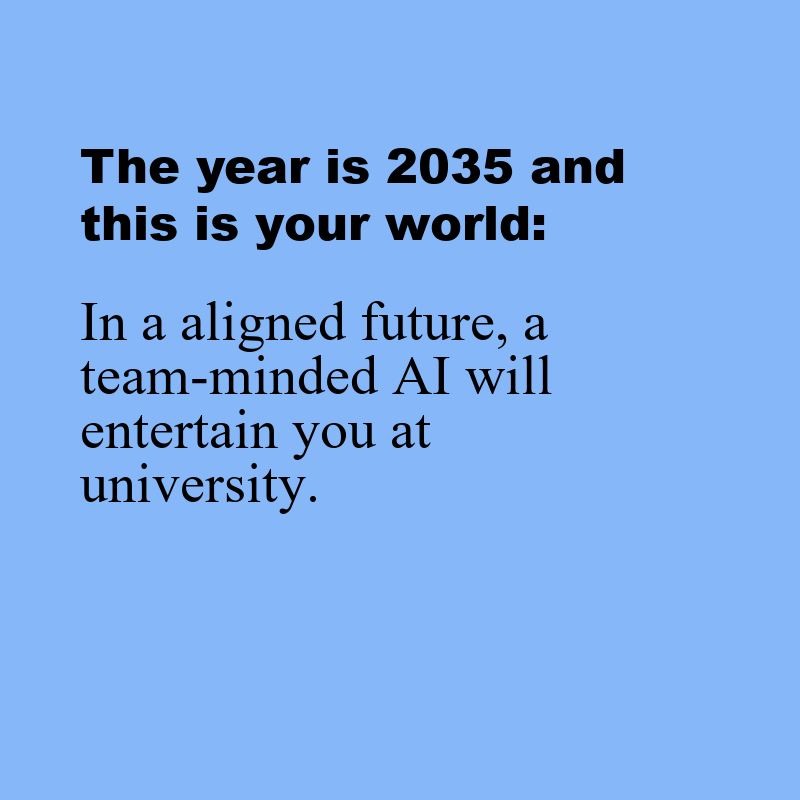 The year is 2035 and
this is your world:
In a aligned future, a
team-minded AI will
entertain you at
university.